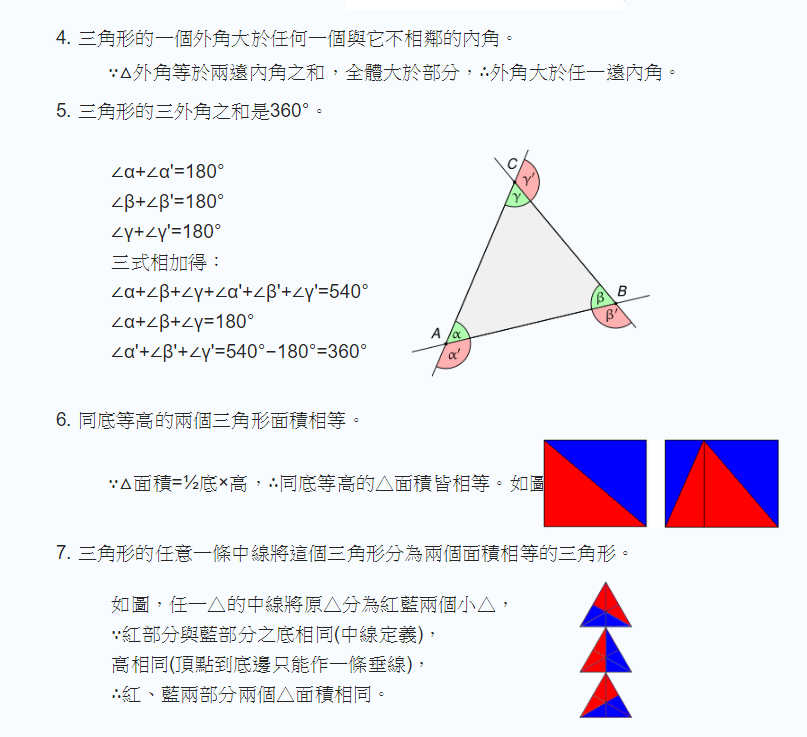 4. 三角形的一個外角大於任何一個與它不相鄰的內角。
∵△外角等於兩遠內角之和，全體大於部分，∴外角大於任一遠內角。
5. 三角形的三外角之和是360°。
∠α+∠α'=180°
∠β+∠β'=180°
∠γ+∠γ'=180°
三式相加得：
∠α+∠β+∠γ+∠α'+∠β'+∠γ'=540°
∠α+∠β+∠γ=180°
∠α'+∠β'+∠γ'=540°−180°=360°
C
γ'
γ
B
β
β'
A
α
α'
6. 同底等高的兩個三角形面積相等。
∵△面積=½底×高，∴同底等高的△面積皆相等。如圖
7. 三角形的任意一條中線將這個三角形分為兩個面積相等的三角形。
如圖，任一△的中線將原△分為紅藍兩個小△，
∵紅部分與藍部分之底相同(中線定義)，
高相同(頂點到底邊只能作一條垂線)，
∴紅、藍兩部分兩個△面積相同。